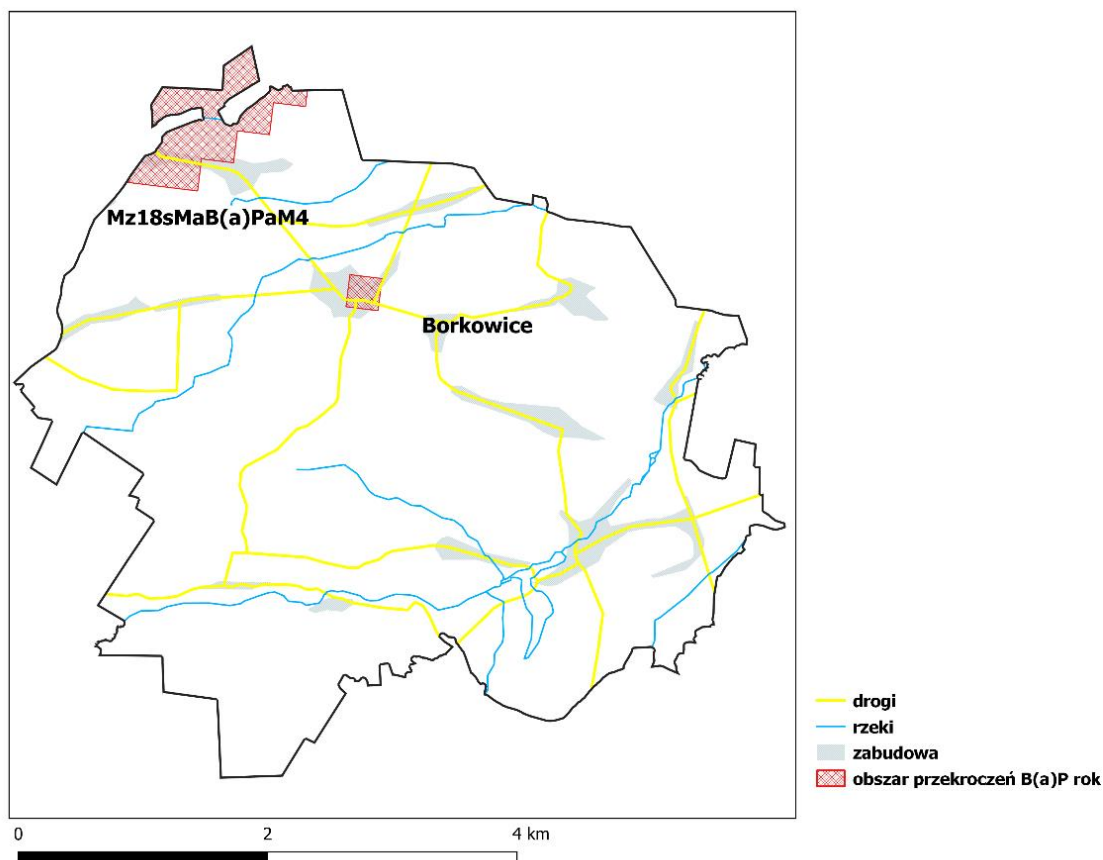 Mz18sMaB(a)PaM4
Borkowice
drogi
rzeki
zabudowa
obszar przekroczeń B(a)P rok
0 2 4 km